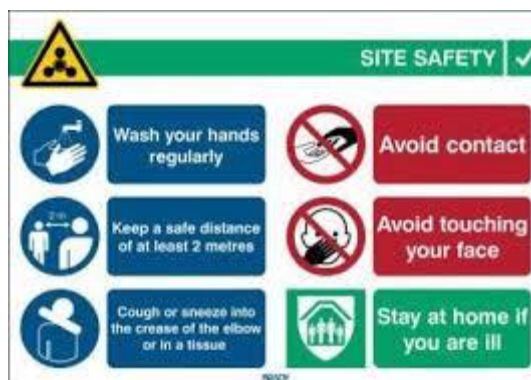 SITE SAFETY
Wash your hands
regularly
Avoid contact
2 m
Keep a safe distance
of at least 2 metres
Avoid touching
your face
Cough or sneeze into
the crease of the elbow
or in a tissue
Stay at home if
you are ill
BRADY